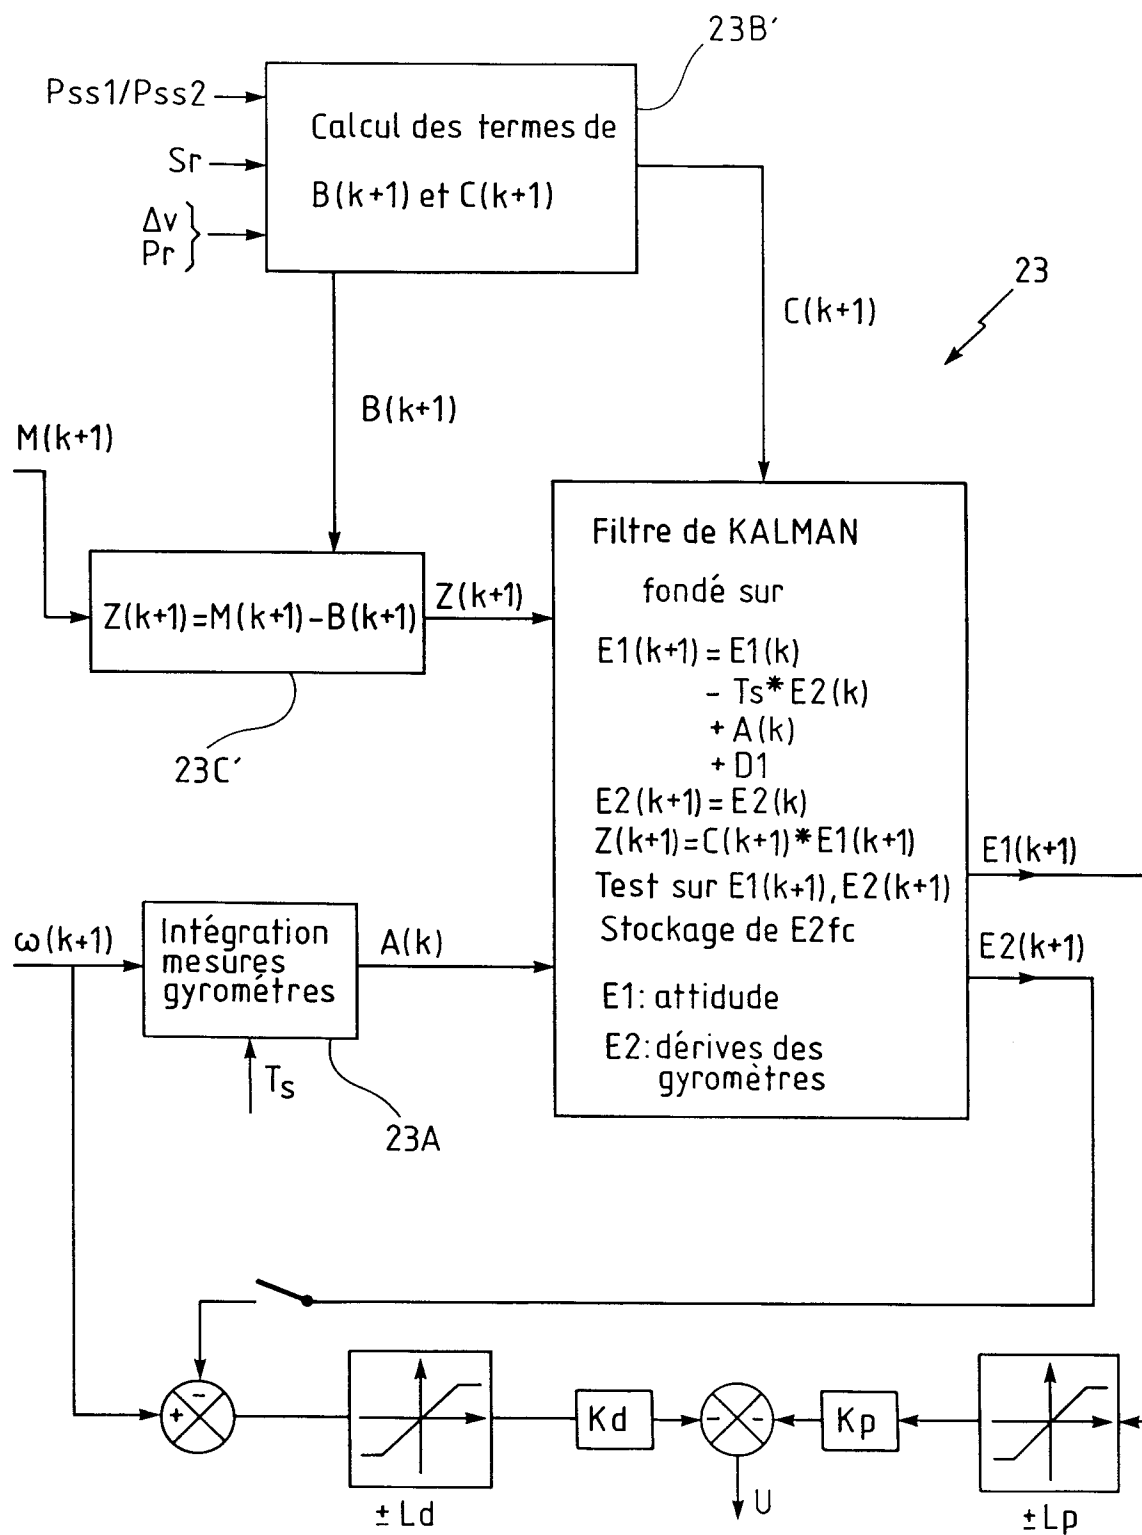 23B'
Pss1/Pss2
Sr
Δv
Pr
Calcul des termes de
B(k+1) et C(k+1)
23
C(k+1)
B(k+1)
M(k+1)
Z(k+1)=M(k+1)-B(k+1)
Z(k+1)
23C'
Filtre de KALMAN
fondé sur
E1(k+1)=E1(k)
- Ts*E2(k)
+A(k)
+D1
E2(k+1)=E2(k)
Z(k+1)=C(k+1)*E1(k+1)
Test sur E1(k+1),E2(k+1)
Stockage de E2fc
E1: attidude
E2: dérives des
gyromètres
E1(k+1)
E2(k+1)
ω(k+1)
Intégration
mesures
gyrométres
A(k)
Ts
23A
-
+
±Ld
Kd
- -
U
Kp
±Lp